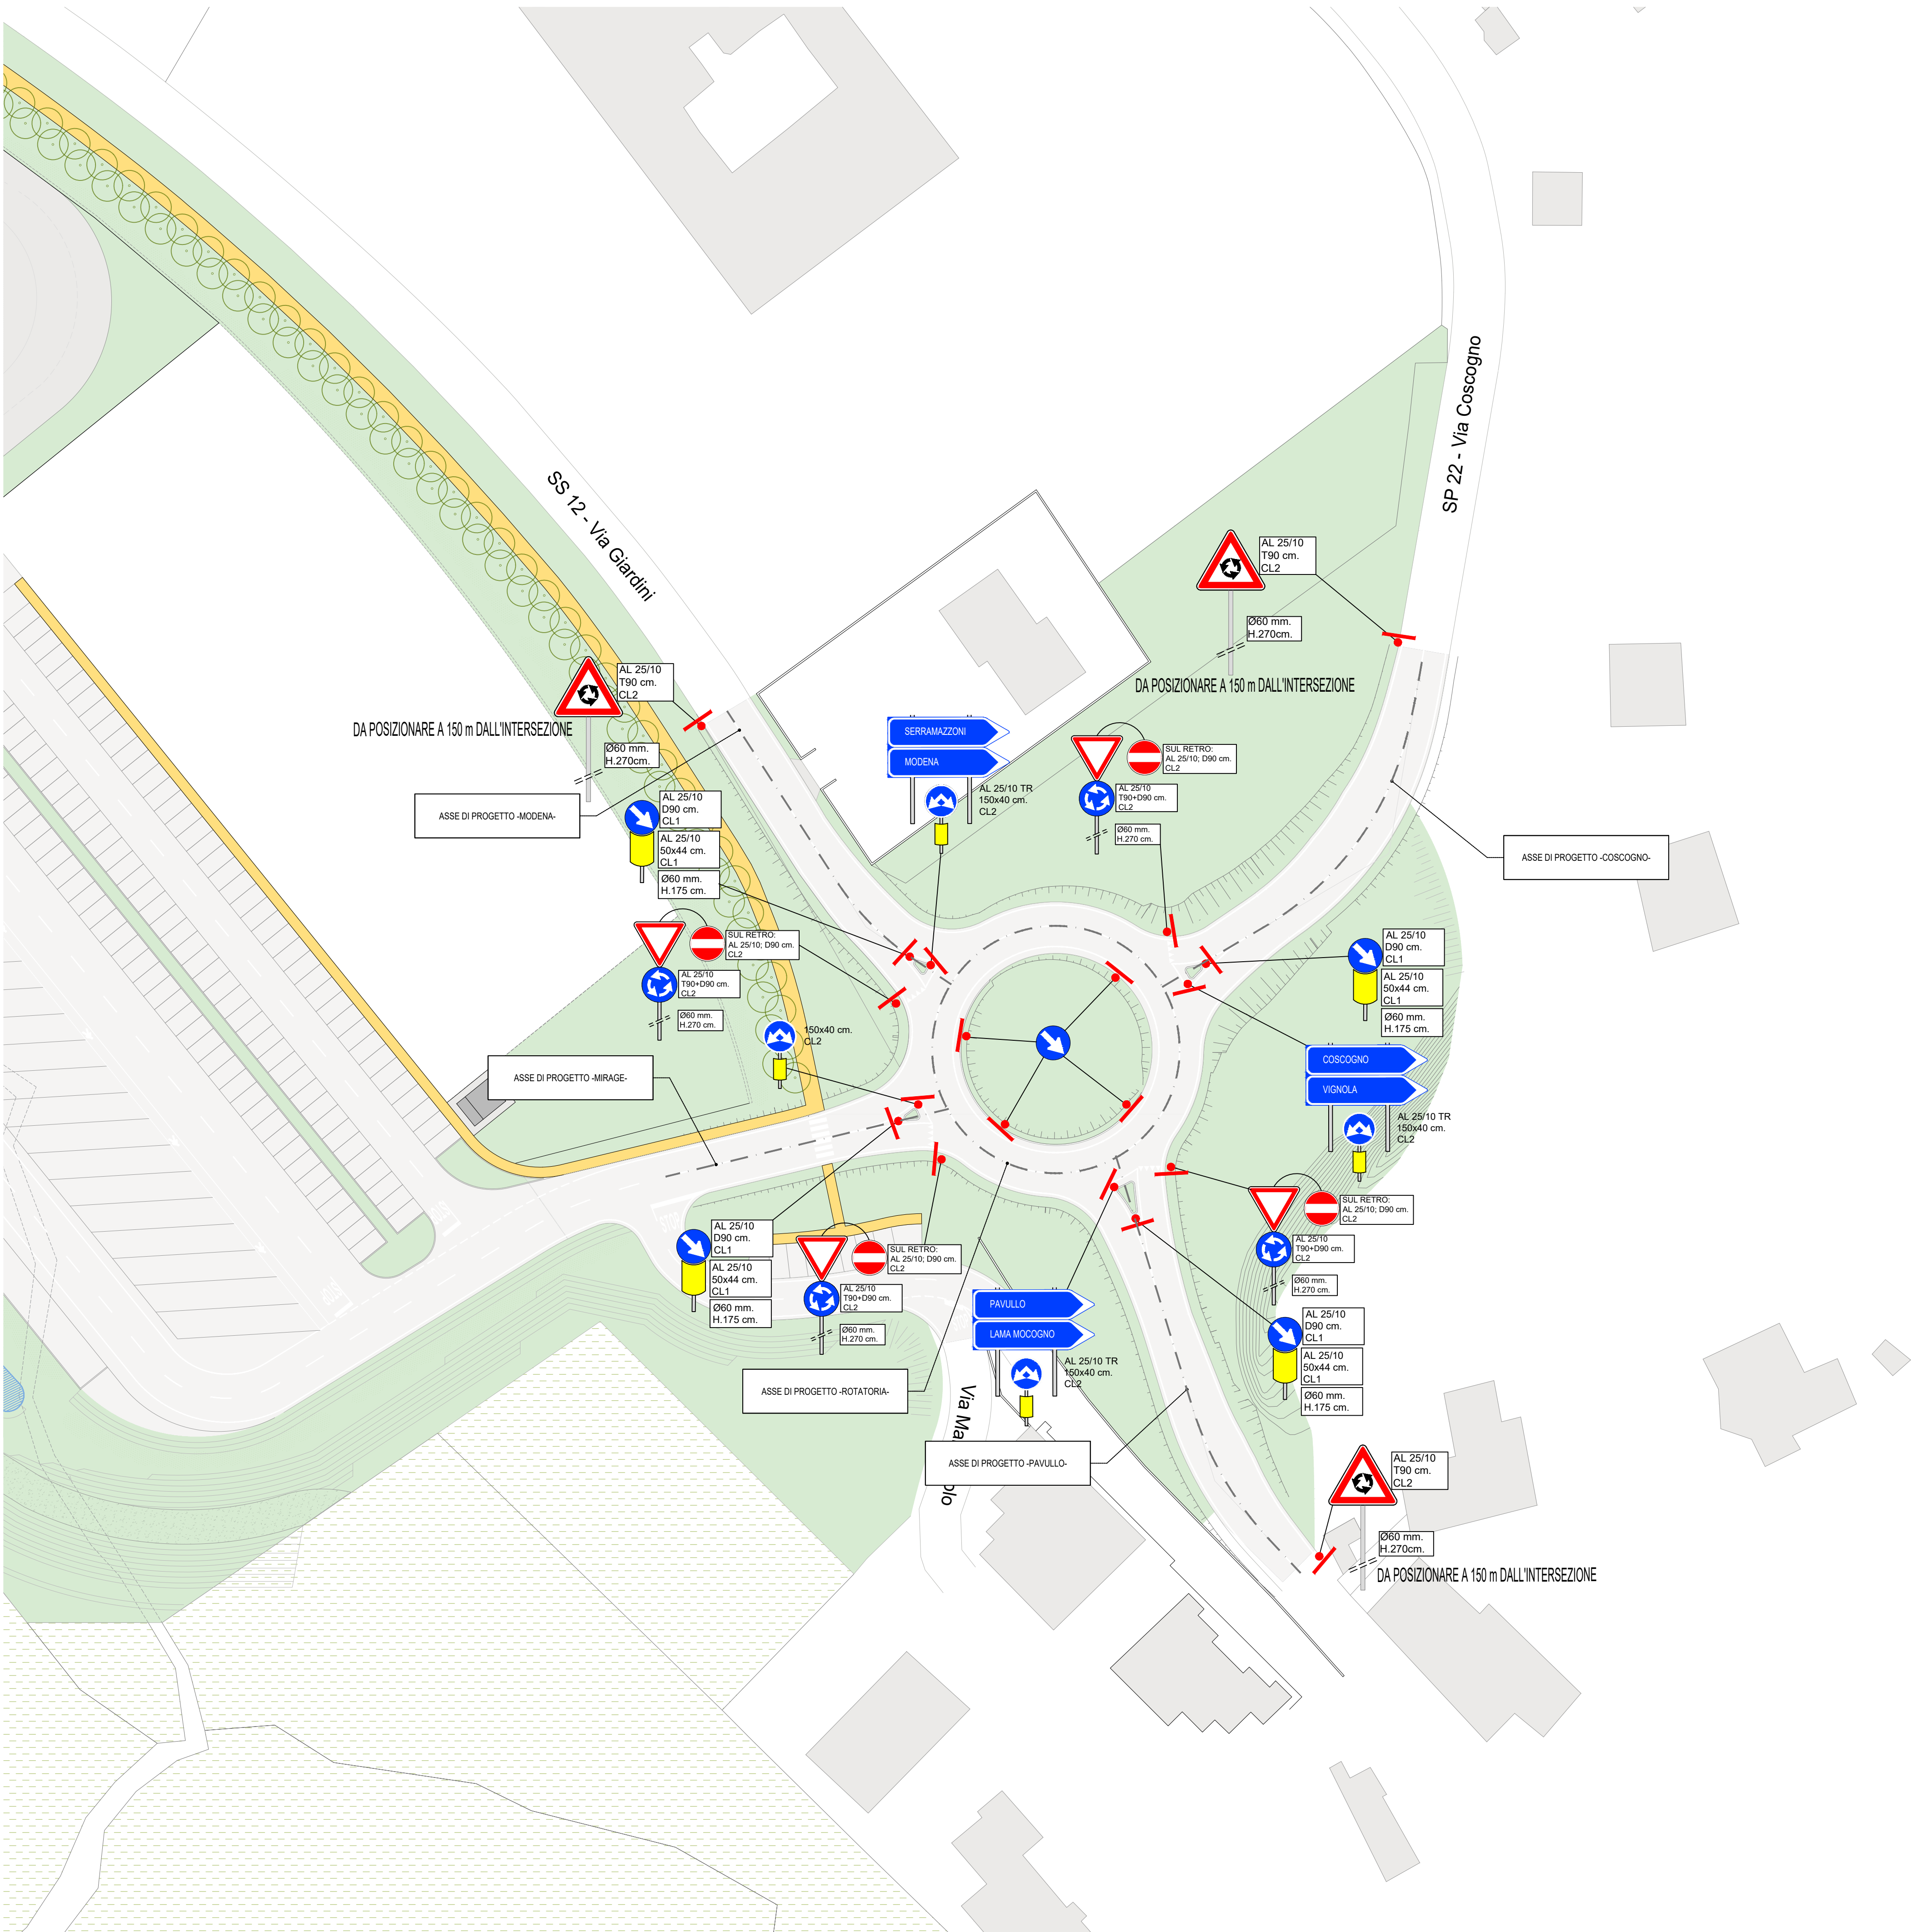 SS 12 - Via Giardini
SP 22 - Via Coscogno
AL 25/10
T90 cm.
CL2
Ø60 mm.
H.270cm.
DA POSIZIONARE A 150 m DALL'INTERSEZIONE
AL 25/10
T90 cm.
CL2
DA POSIZIONARE A 150 m DALL'INTERSEZIONE
Ø60 mm.
H.270cm.
ASSE DI PROGETTO -MODENA-
SERRAMAZZONI
MODENA
AL 25/10 TR
150x40 cm.
CL2
SUL RETRO:
AL 25/10; D90 cm.
CL2
AL 25/10
T90+D90 cm.
CL2
Ø60 mm.
H.270 cm.
AL 25/10
D90 cm.
CL1
AL 25/10
50x44 cm.
CL1
Ø60 mm.
H.175 cm.
ASSE DI PROGETTO -COSCOGNO-
SUL RETRO:
AL 25/10; D90 cm.
CL2
AL 25/10
T90+D90 cm.
CL2
Ø60 mm.
H.270 cm.
AL 25/10
D90 cm.
CL1
AL 25/10
50x44 cm.
CL1
Ø60 mm.
H.175 cm.
150x40 cm.
CL2
ASSE DI PROGETTO -MIRAGE-
COSCOGNO
VIGNOLA
AL 25/10 TR
150x40 cm.
CL2
STOP
STOP
STOP
AL 25/10
D90 cm.
CL1
AL 25/10
50x44 cm.
CL1
Ø60 mm.
H.175 cm.
SUL RETRO:
AL 25/10; D90 cm.
CL2
AL 25/10
T90+D90 cm.
CL2
Ø60 mm.
H.270 cm.
SUL RETRO:
AL 25/10; D90 cm.
CL2
AL 25/10
T90+D90 cm.
CL2
Ø60 mm.
H.270 cm.
PAVULLO
LAMA MOCOGNO
AL 25/10 TR
150x40 cm.
CL2
AL 25/10
D90 cm.
CL1
AL 25/10
50x44 cm.
CL1
Ø60 mm.
H.175 cm.
ASSE DI PROGETTO -ROTATORIA-
Via
ASSE DI PROGETTO -PAVULLO-
AL 25/10
T90 cm.
CL2
Ø60 mm.
H.270cm.
DA POSIZIONARE A 150 m DALL'INTERSEZIONE